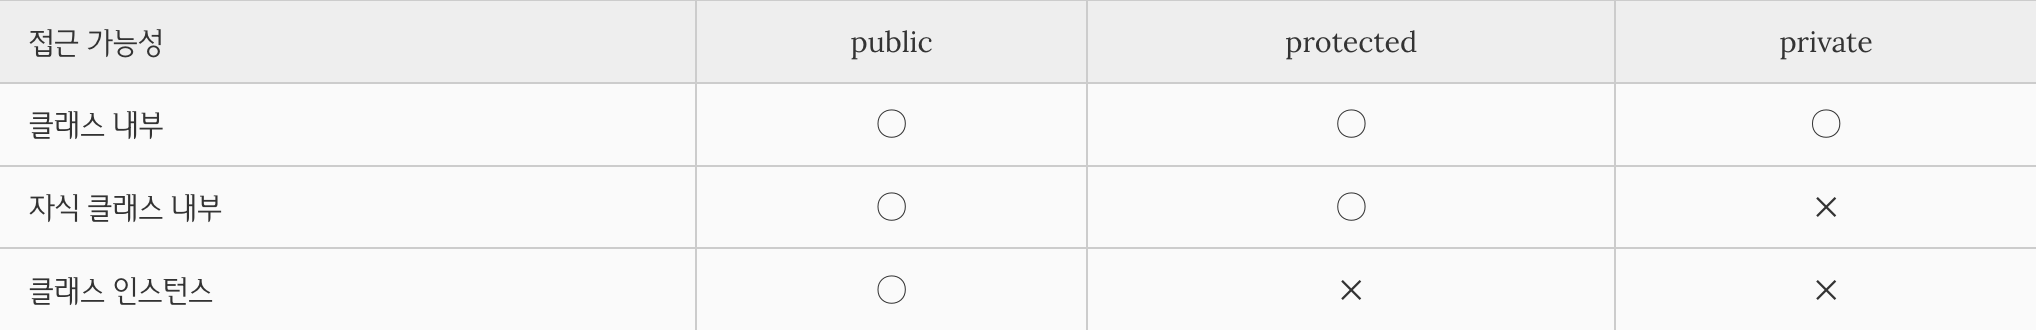 접근 가능성 public protected private
클래스 내부 ◯ ◯ ◯
자식 클래스 내부 ◯ ◯ ✕
클래스 인스턴스 ◯ ✕ ✕